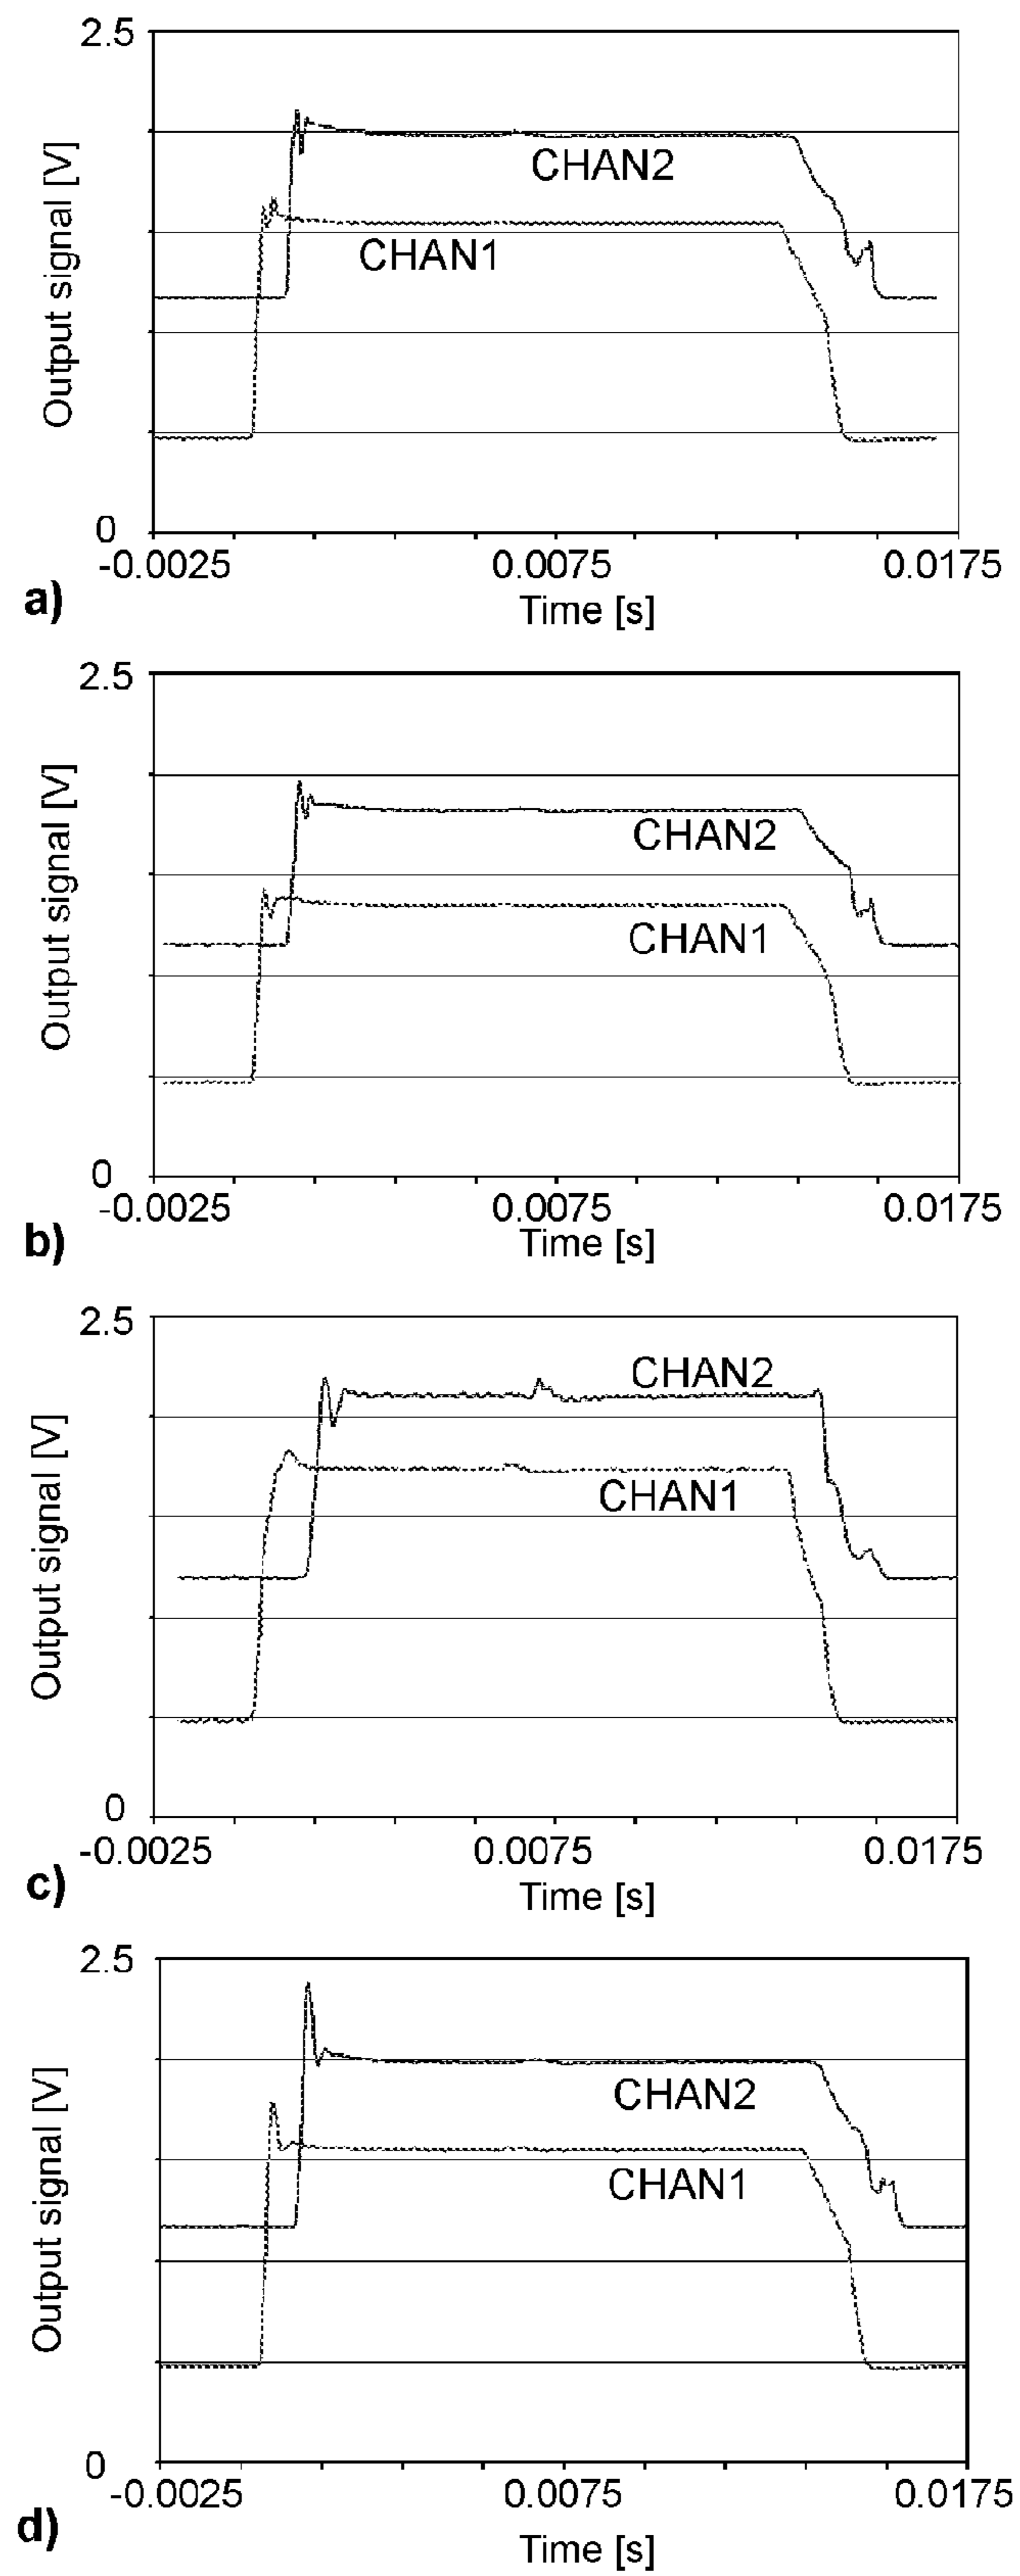 2.5
Output signal [V]
CHAN2
CHAN1
0
-0.0025 0.0075 0.0175
a)
Time [s]
2.5
Output signal [V]
CHAN2
CHAN1
0
-0.0025 0.0075 0.0175
b)
Time [s]
2.5
Output signal [V]
CHAN2
CHAN1
0
-0.0025 0.0075 0.0175
c)
Time [s]
2.5
Output signal [V]
CHAN2
CHAN1
0
-0.0025 0.0075 0.0175
d)
Time [s]